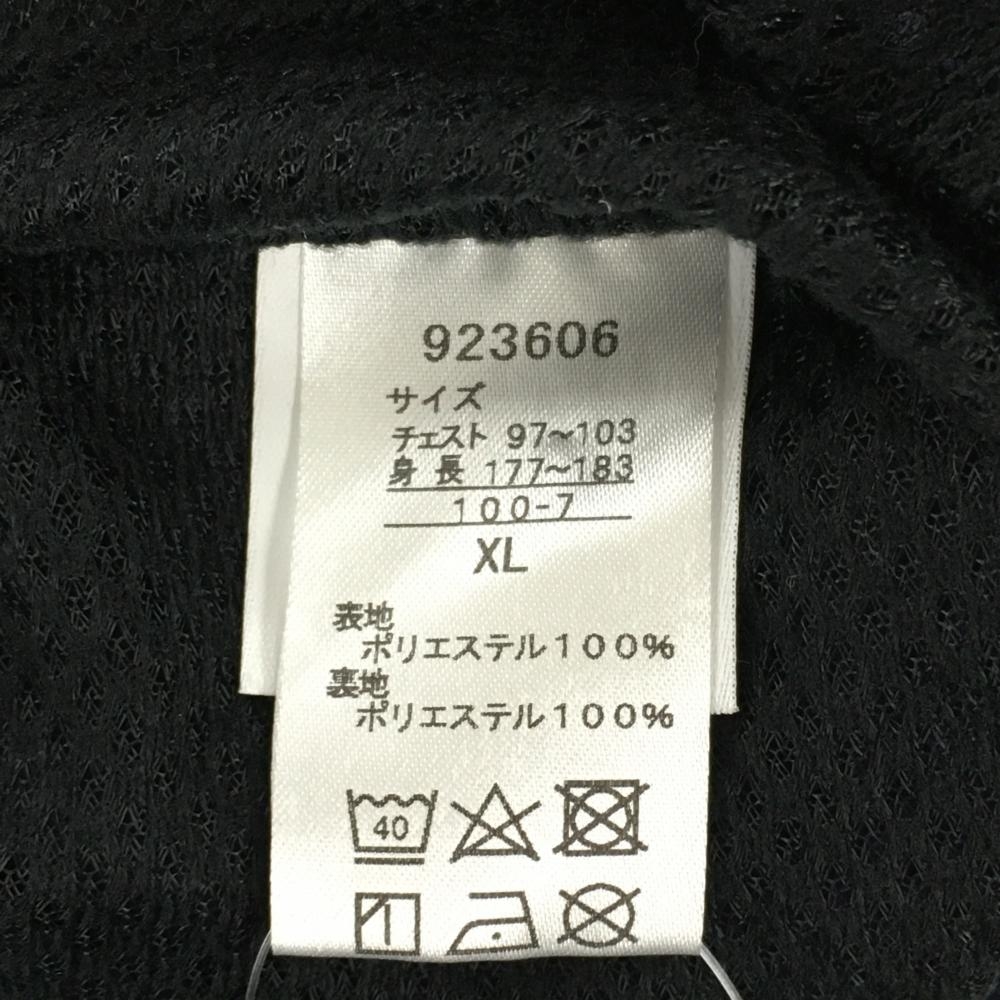 923606
サイズ
チェスト 97~103
身長 177~183
100-7
XL
表地
ポリエステル100%
裏地
ポリエステル100%
40